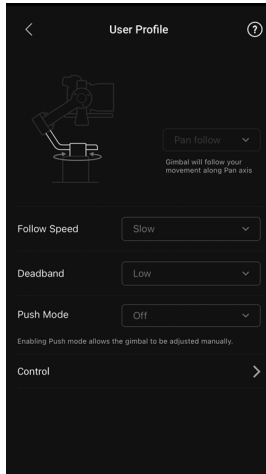 User Profile
?
Pan follow
Gimbal will follow your
movement along Pan axis
Follow Speed
Slow
Deadband
Low
Push Mode
Off
Enabling Push mode allows the gimbal to be adjusted manually.
Control